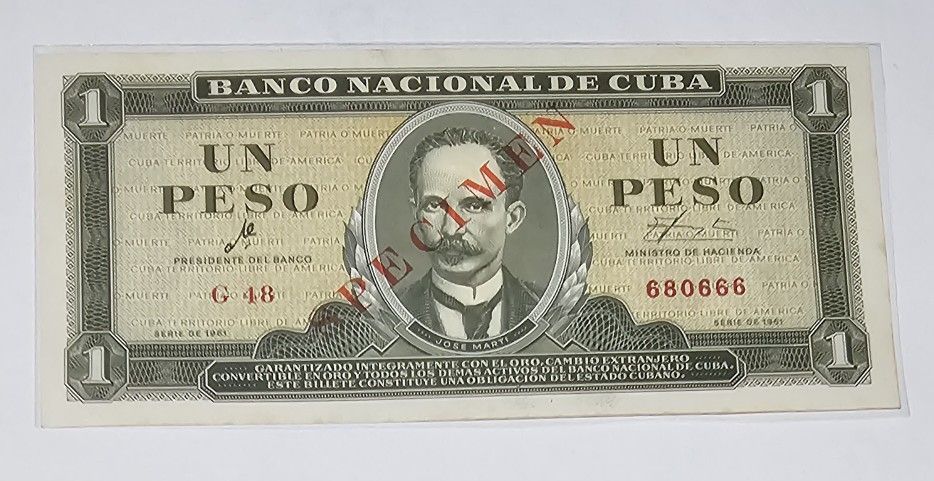 BANCO NACIONAL DE CUBA
1
1
UN
PESO
UN
PESO
SPECIMEN
PATRIA O MUERTE
CUBA TERRITORIO LIBRE DE AMERICA
PRESIDENTE DEL BANCO
MINISTRO DE HACIENDA
G 48
680666
SERIE DE 1961
SERIE DE 1961
JOSE MARTI
1
1
GARANTIZADO INTEGRAMENTE CON EL ORO, CAMBIO EXTRANJERO
CONVERTIBLE EN ORO Y TODOS LOS DEMAS ACTIVOS DEL BANCO NACIONAL DE CUBA.
ESTE BILLETE CONSTITUYE UNA OBLIGACION DEL ESTADO CUBANO.